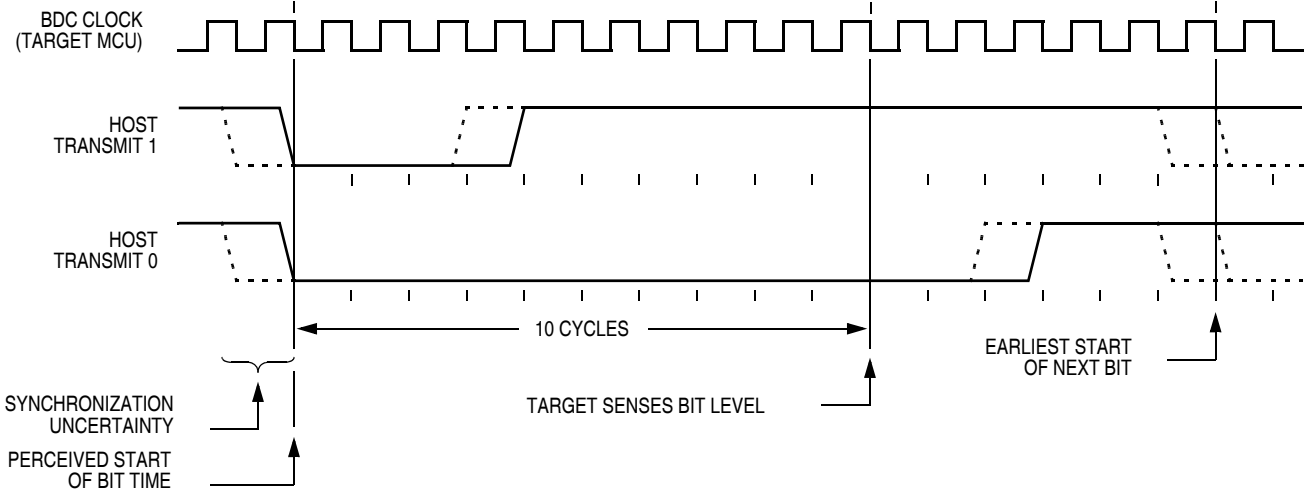 BDC CLOCK
(TARGET MCU)
HOST
TRANSMIT 1
HOST
TRANSMIT 0
10 CYCLES
EARLIEST START
OF NEXT BIT
SYNCHRONIZATION
UNCERTAINTY
TARGET SENSES BIT LEVEL
PERCEIVED START
OF BIT TIME